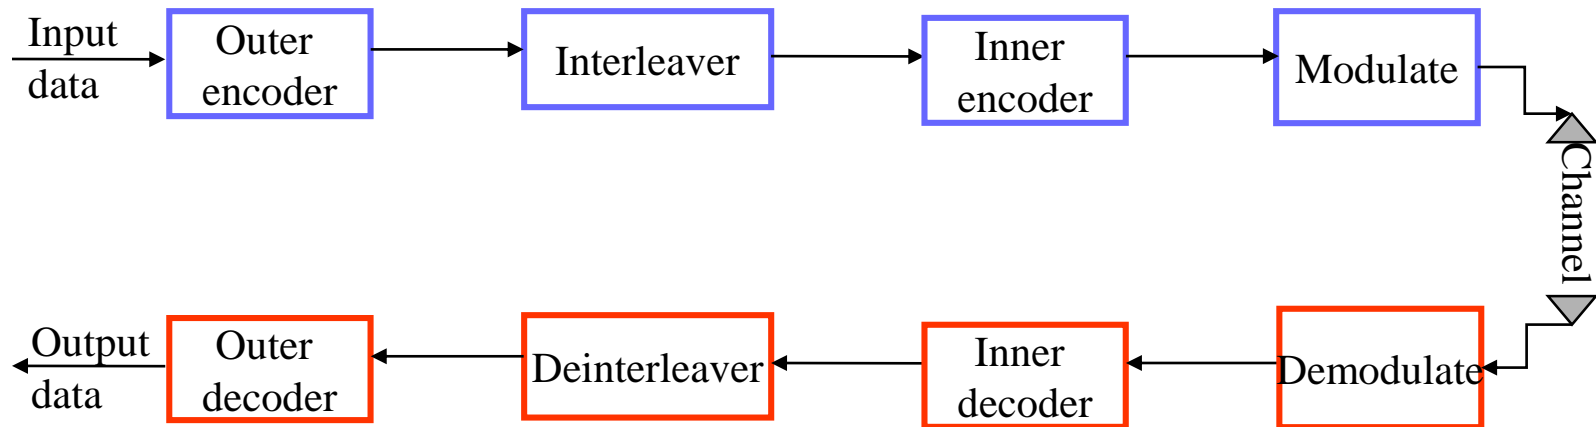 Input
data
Outer
encoder
Interleaver
Inner
encoder
Modulate
Channel
Output
data
Outer
decoder
Deinterleaver
Inner
decoder
Demodulate